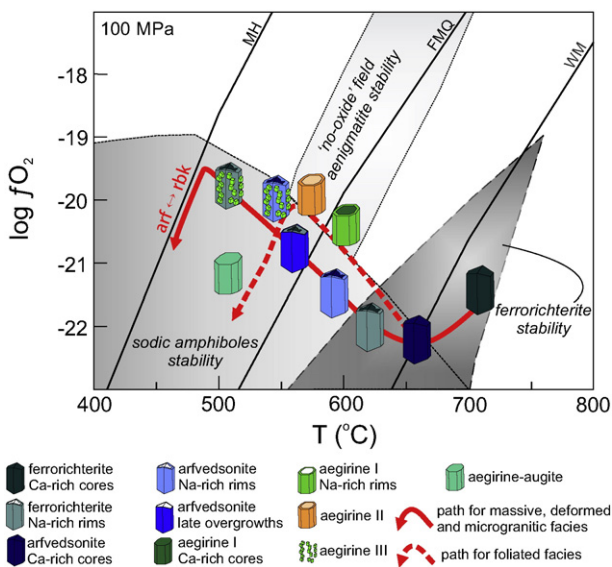 100 MPa
MH
FMQ
WM
-18
-19
-20
-21
-22
log ƒO₂
'no-oxide' field
aenigmatite stability
arf ↔ rbk
sodic amphiboles
stability
ferrorichterite
stability
400
500
600
700
800
T (°C)
ferrorichterite
Ca-rich cores
ferrorichterite
Na-rich rims
arfvedsonite
Ca-rich cores
arfvedsonite
Na-rich rims
arfvedsonite
late overgrowths
aegirine I
Ca-rich cores
aegirine I
Na-rich rims
aegirine II
aegirine III
aegirine-augite
path for massive, deformed
and microgranitic facies
path for foliated facies